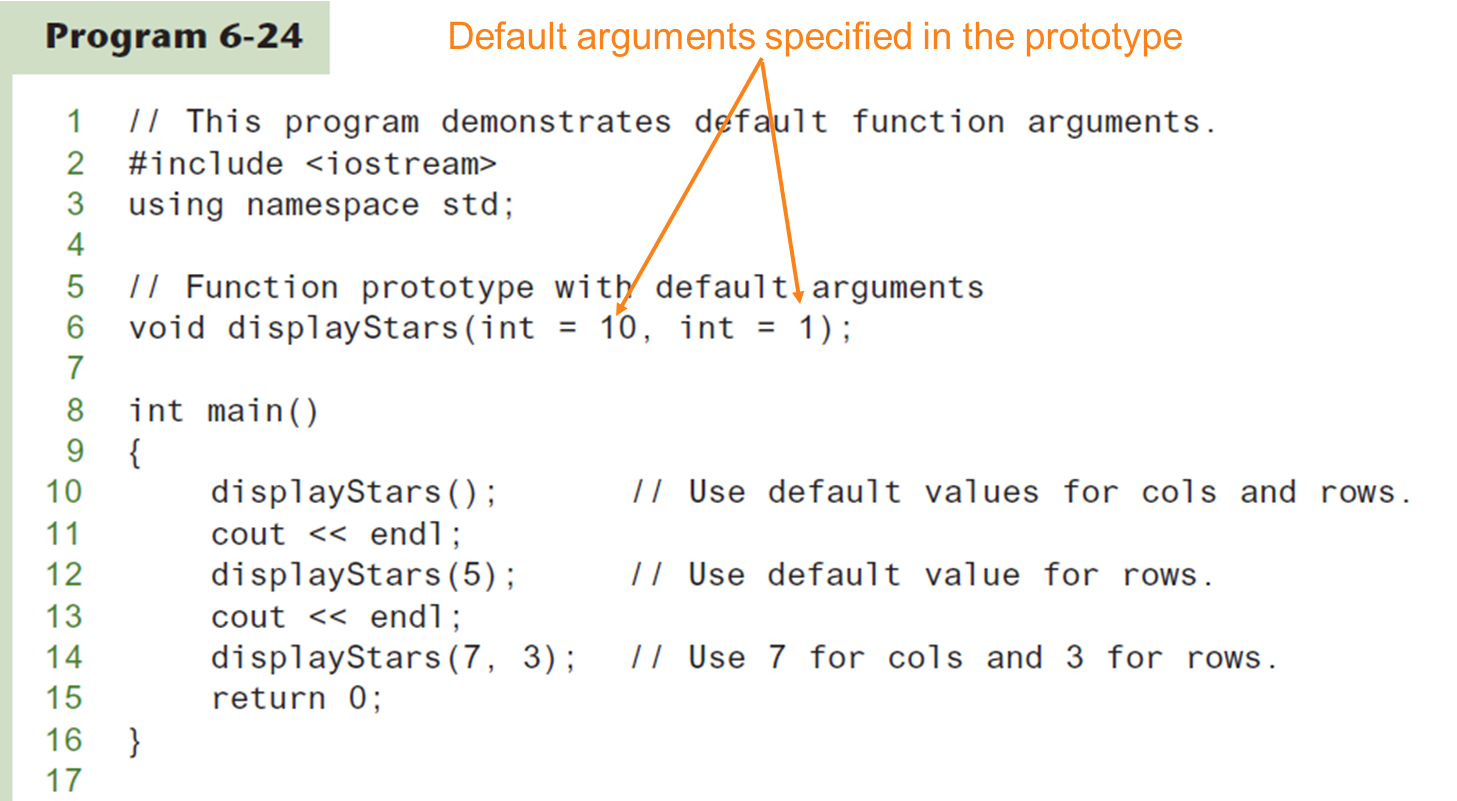 Program 6-24
Default arguments specified in the prototype
1 // This program demonstrates default function arguments.
2 #include <iostream>
3 using namespace std;
4
5 // Function prototype with default arguments
6 void displayStars(int = 10, int = 1);
7
8 int main()
9 {
10 displayStars(); // Use default values for cols and rows.
11 cout << endl;
12 displayStars(5); // Use default value for rows.
13 cout << endl;
14 displayStars(7, 3); // Use 7 for cols and 3 for rows.
15 return 0;
16 }
17